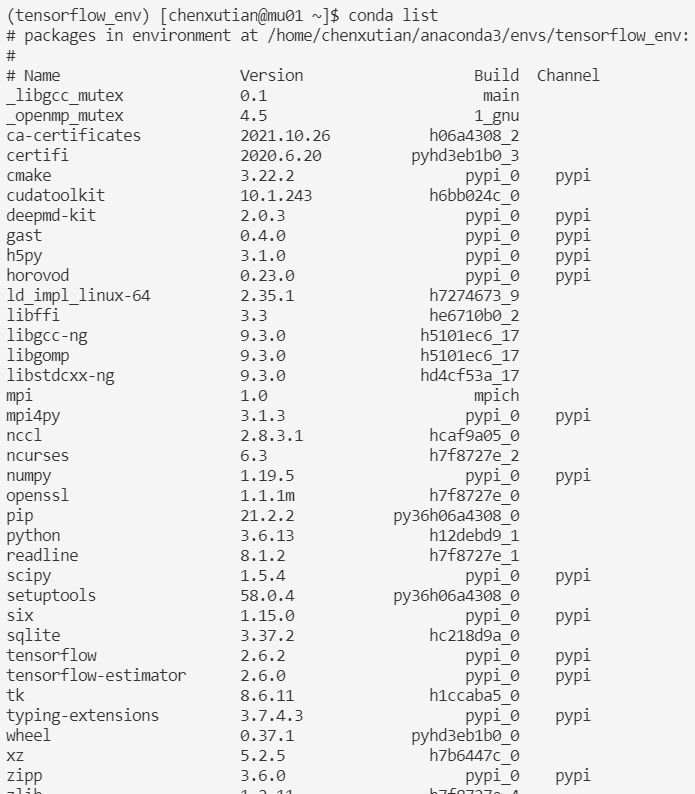 (tensorflow_env) [chenxutian@mu01 ~]$ conda list
# packages in environment at /home/chenxutian/anaconda3/envs/tensorflow_env:
#
# Name Version Build Channel
_libgcc_mutex 0.1 main
_openmp_mutex 4.5 1_gnu
ca-certificates 2021.10.26 h06a4308_2
certifi 2020.6.20 pyhd3eb1b0_3
cmake 3.22.2 pypi_0 pypi
cudatoolkit 10.1.243 h6bb024c_0
deepmd-kit 2.0.3 pypi_0 pypi
gast 0.4.0 pypi_0 pypi
h5py 3.1.0 pypi_0 pypi
horovod 0.23.0 pypi_0 pypi
ld_impl_linux-64 2.35.1 h7274673_9
libffi 3.3 he6710b0_2
libgcc-ng 9.3.0 h5101ec6_17
libgomp 9.3.0 h5101ec6_17
libstdcxx-ng 9.3.0 hd4cf53a_17
mpi 1.0 mpich
mpi4py 3.1.3 pypi_0 pypi
nccl 2.8.3.1 hcaf9a05_0
ncurses 6.3 h7f8727e_2
numpy 1.19.5 pypi_0 pypi
openssl 1.1.1m h7f8727e_0
pip 21.2.2 py36h06a4308_0
python 3.6.13 h12debd9_1
readline 8.1.2 h7f8727e_1
scipy 1.5.4 pypi_0 pypi
setuptools 58.0.4 py36h06a4308_0
six 1.15.0 pypi_0 pypi
sqlite 3.37.2 hc218d9a_0
tensorflow 2.6.2 pypi_0 pypi
tensorflow-estimator 2.6.0 pypi_0 pypi
tk 8.6.11 h1ccaba5_0
typing-extensions 3.7.4.3 pypi_0 pypi
wheel 0.37.1 pyhd3eb1b0_0
xz 5.2.5 h7b6447c_0
zipp 3.6.0 pypi_0 pypi
zlib 1.2.11 h7f8727e_4